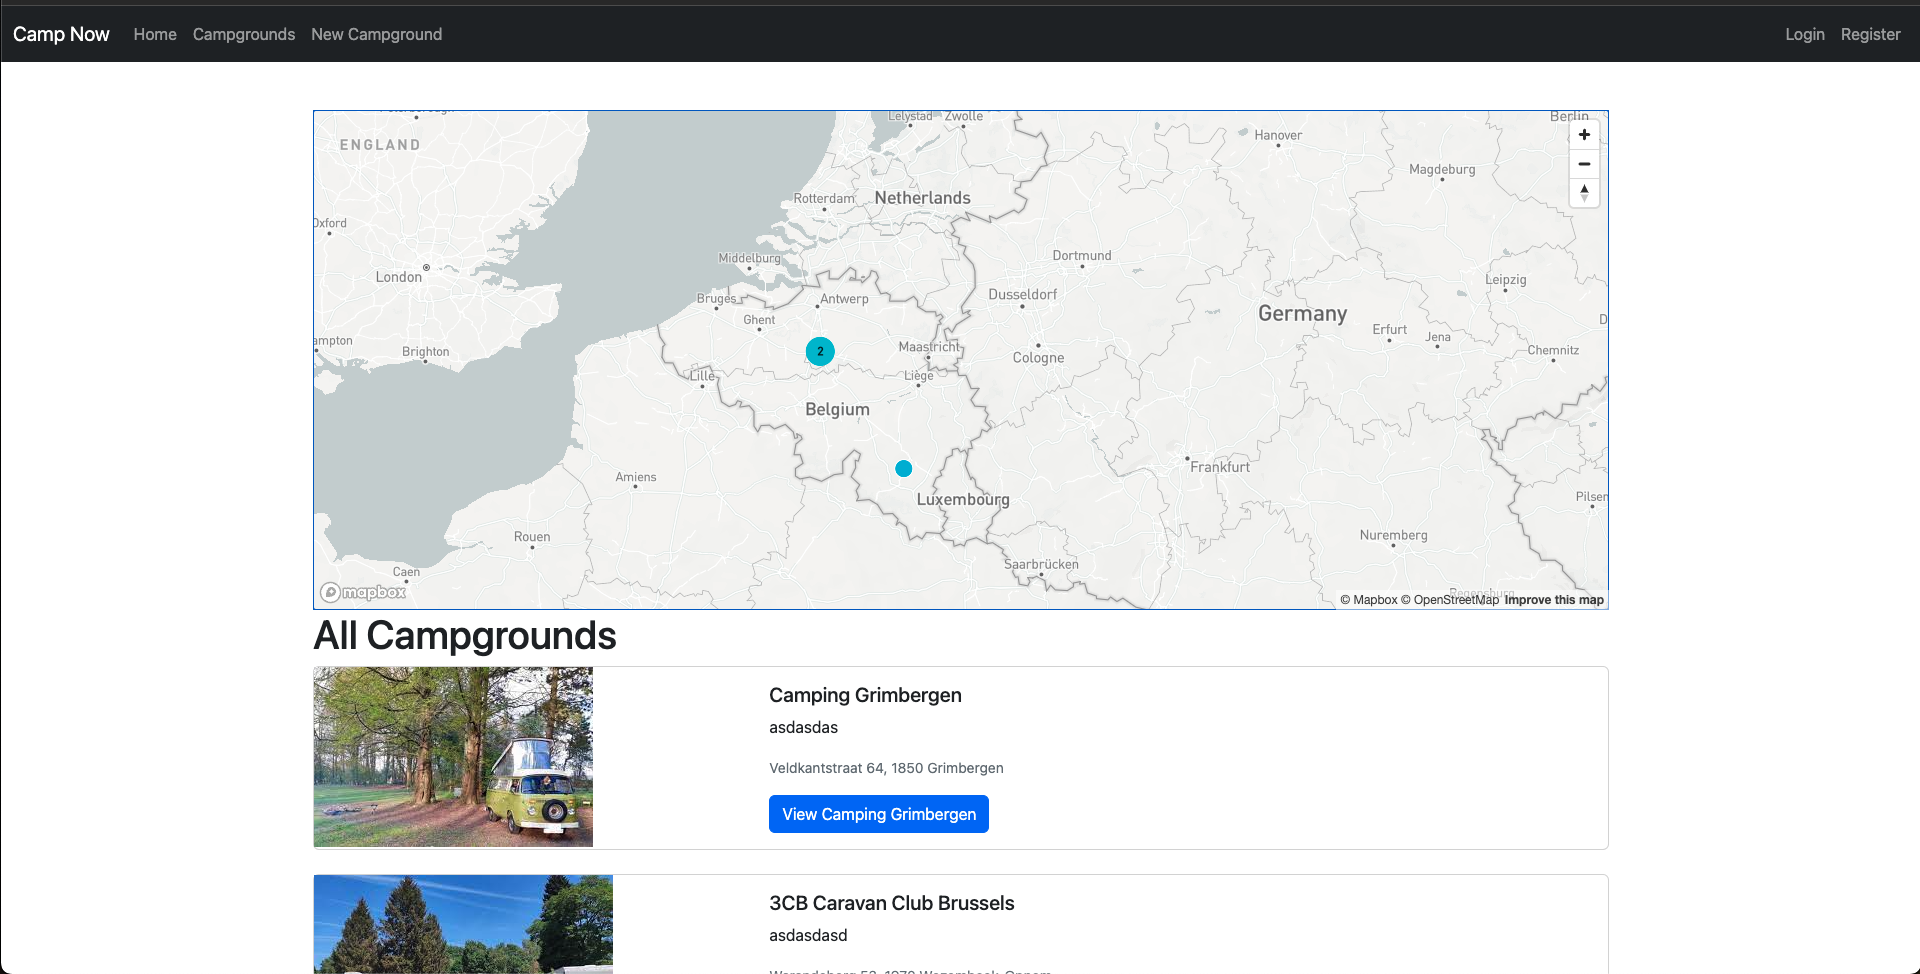 Camp Now Home Campgrounds New Campground Login Register
Lelystad Zwolle
Berlin
ENGLAND
Hanover
Magdeburg
Rotterdam
Netherlands
Oxford
Middelburg
Dortmund
London
Leipzig
Bruges
Antwerp
Dusseldorf
Ghent
Germany
Erfurt
Jena
Brighton
2
Maastricht
Cologne
Chemnitz
Lille
Liège
Belgium
Frankfurt
Amiens
Luxembourg
Pilsen
Rouen
Nuremberg
Saarbrücken
Caen
mapbox
Regensburg
© Mapbox © OpenStreetMap Improve this map
All Campgrounds
Camping Grimbergen
asdasdas
Veldkantstraat 64, 1850 Grimbergen
View Camping Grimbergen
3CB Caravan Club Brussels
asdasdasd